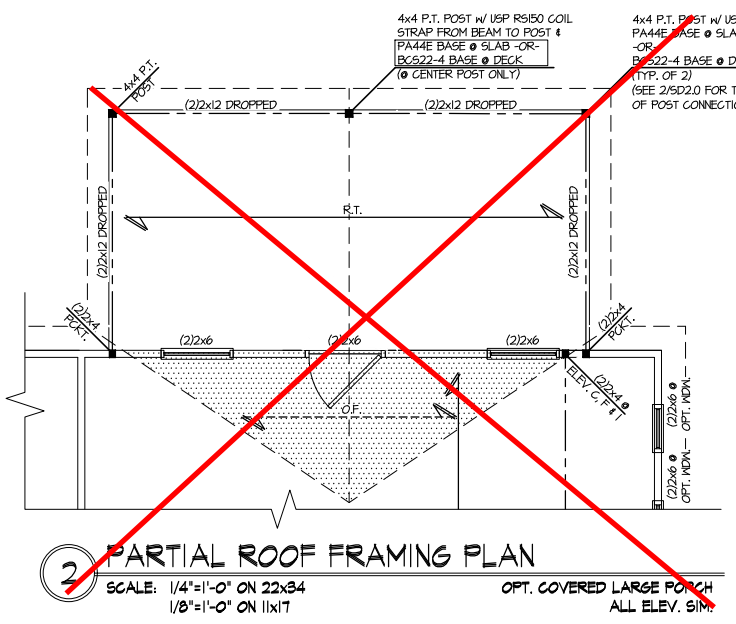 4x4 P.T. POST w/ USP RS150 COIL
STRAP FROM BEAM TO POST &
PA44E BASE @ SLAB -OR-
BC522-4 BASE @ DECK
(@ CENTER POST ONLY)
4x4 P.T. POST w/ US
PA44E BASE @ SLA
-OR-
BC522-4 BASE @ D
(TYP. OF 2)
(SEE 2/SD2.0 FOR T
OF POST CONNECTIO
4x4 P.T.
POST
(2)2x12 DROPPED
(2)2x12 DROPPED
(2)2x12 DROPPED
(2)2x12 DROPPED
R.T.
(2)2x4
PCKT.
(2)2x4
PCKT.
(2)2x6
(2)2x6
(2)2x6
(2)2x4 @
ELEV. C, F & T
O.F.
(2)2x6 @
OPT. WDW.
(2)2x6 @
OPT. WDW.
2
PARTIAL ROOF FRAMING PLAN
SCALE: 1/4"=1'-0" ON 22x34
1/8"=1'-0" ON 11x17
OPT. COVERED LARGE PORCH
ALL ELEV. SIM.